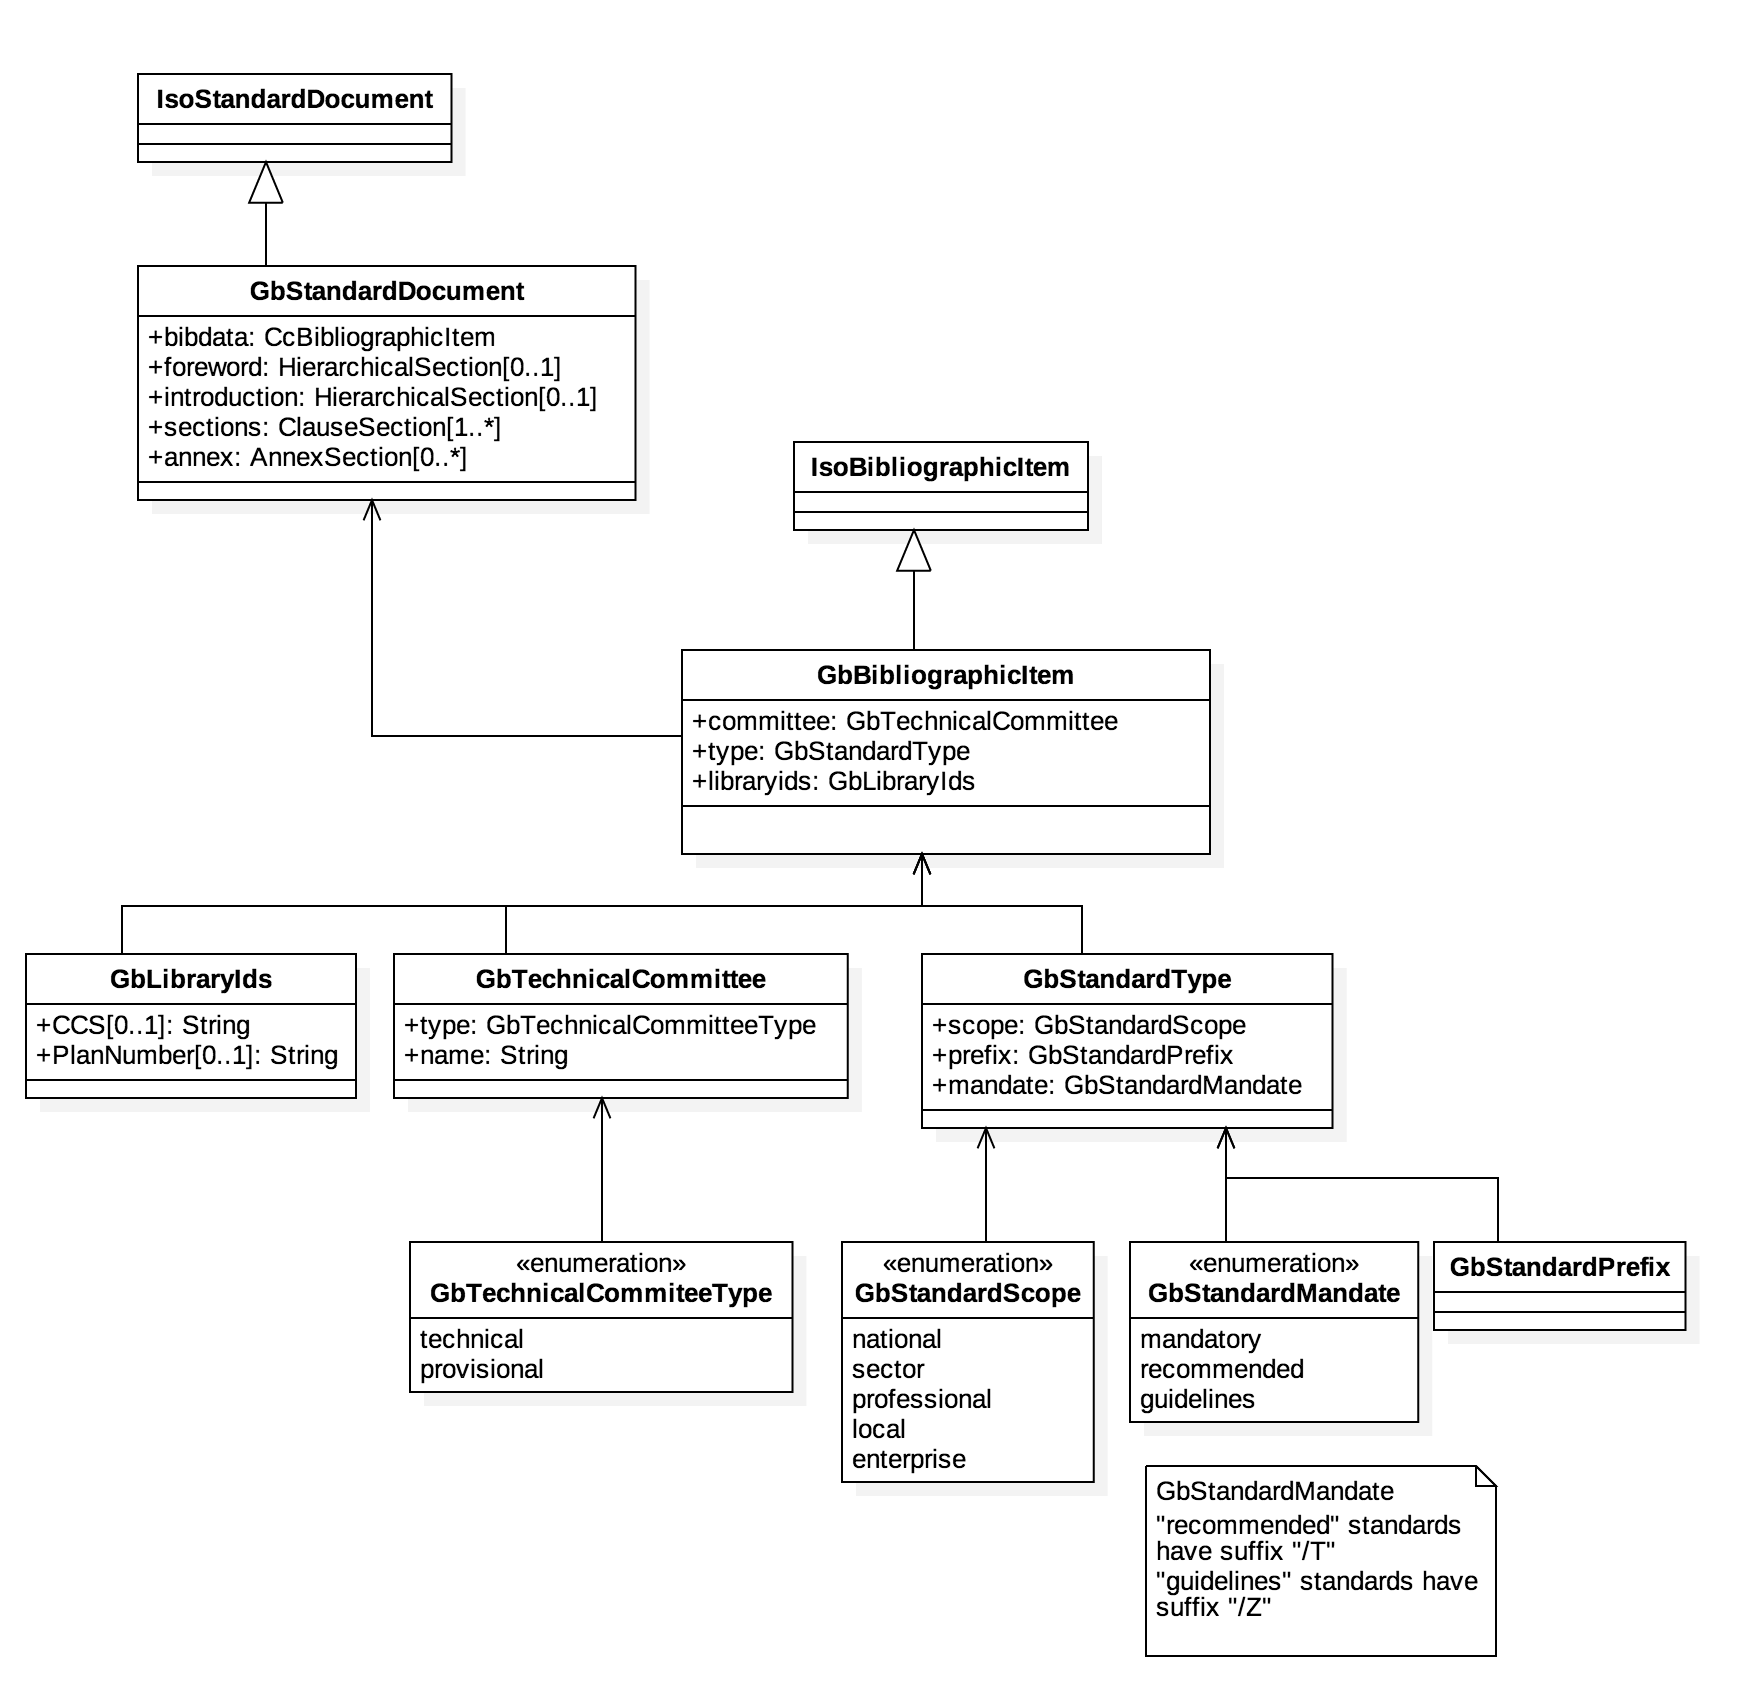 IsoStandardDocument
GbStandardDocument
+bibdata: CcBibliographicItem
+foreword: HierarchicalSection[0..1]
+introduction: HierarchicalSection[0..1]
+sections: ClauseSection[1..*]
+annex: AnnexSection[0..*]
IsoBibliographicItem
GbBibliographicItem
+committee: GbTechnicalCommittee
+type: GbStandardType
+libraryids: GbLibraryIds
GbLibraryIds
+CCS[0..1]: String
+PlanNumber[0..1]: String
GbTechnicalCommittee
+type: GbTechnicalCommitteeType
+name: String
GbStandardType
+scope: GbStandardScope
+prefix: GbStandardPrefix
+mandate: GbStandardMandate
«enumeration»
GbTechnicalCommiteeType
technical
provisional
«enumeration»
GbStandardScope
national
sector
professional
local
enterprise
«enumeration»
GbStandardMandate
mandatory
recommended
guidelines
GbStandardPrefix
GbStandardMandate
"recommended" standards
have suffix "/T"
"guidelines" standards have
suffix "/Z"